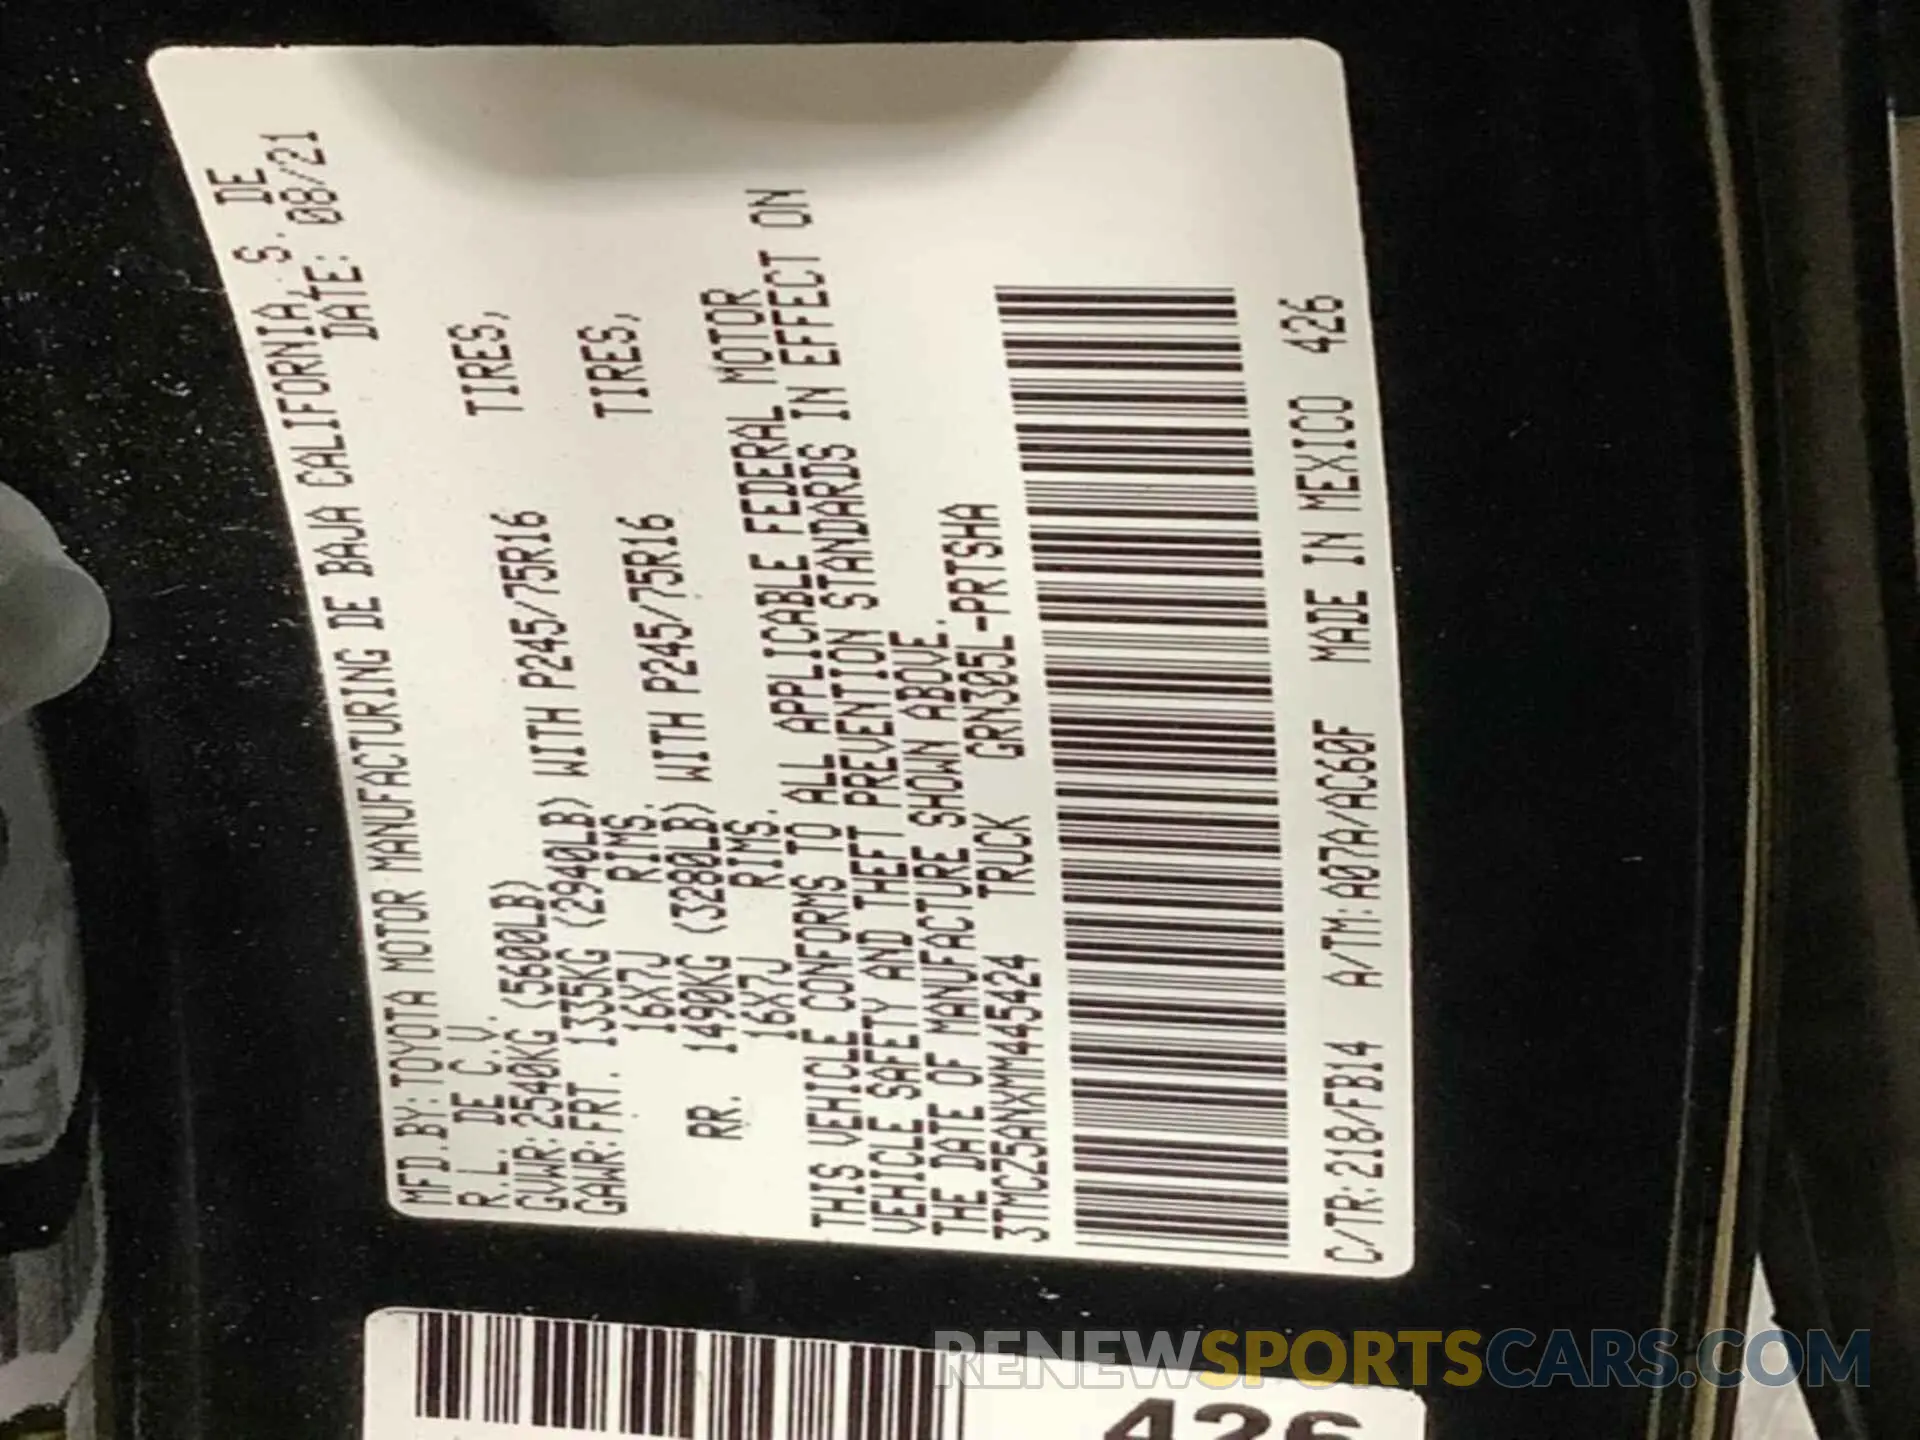 MFD.BY:TOYOTA MOTOR MANUFACTURING DE BAJA CALIFORNIA, S. DE
R.L. DE C.V. DATE: 08/21
GVWR:2540KG (5600LB)
GAWR:FRT. 1335KG (2940LB) WITH P245/75R16 TIRES,
16X7J RIMS.
RR. 1490KG (3280LB) WITH P245/75R16 TIRES,
16X7J RIMS.
THIS VEHICLE CONFORMS TO ALL APPLICABLE FEDERAL MOTOR
VEHICLE SAFETY AND THEFT PREVENTION STANDARDS IN EFFECT ON
THE DATE OF MANUFACTURE SHOWN ABOVE.
3TMCZ5ANXMM445424 TRUCK GRN305L-PRTSHA
C/TR:218/FB14 A/TM:A07A/AC60F MADE IN MEXICO 426
426
RENEWSPORTSCARS.COM